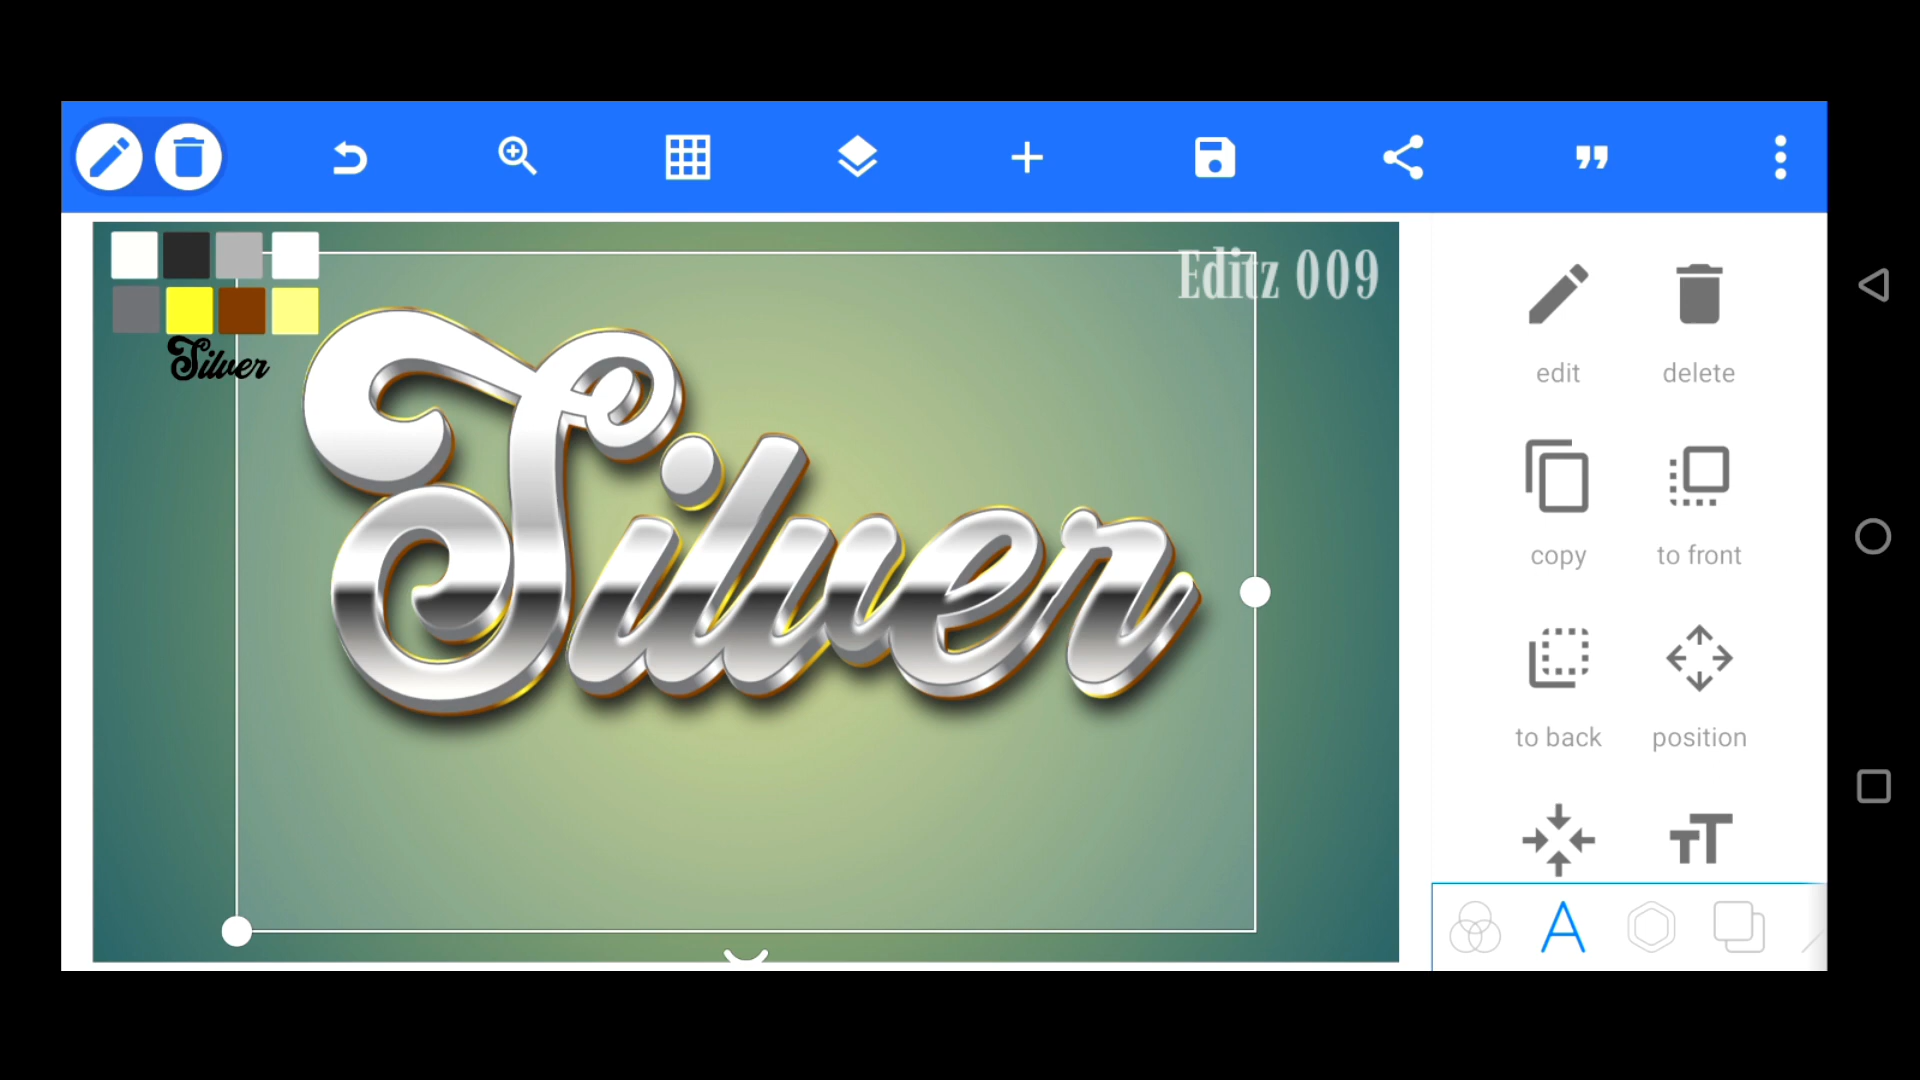 Editz 009
Silver
Silver
edit
delete
copy
to front
to back
position